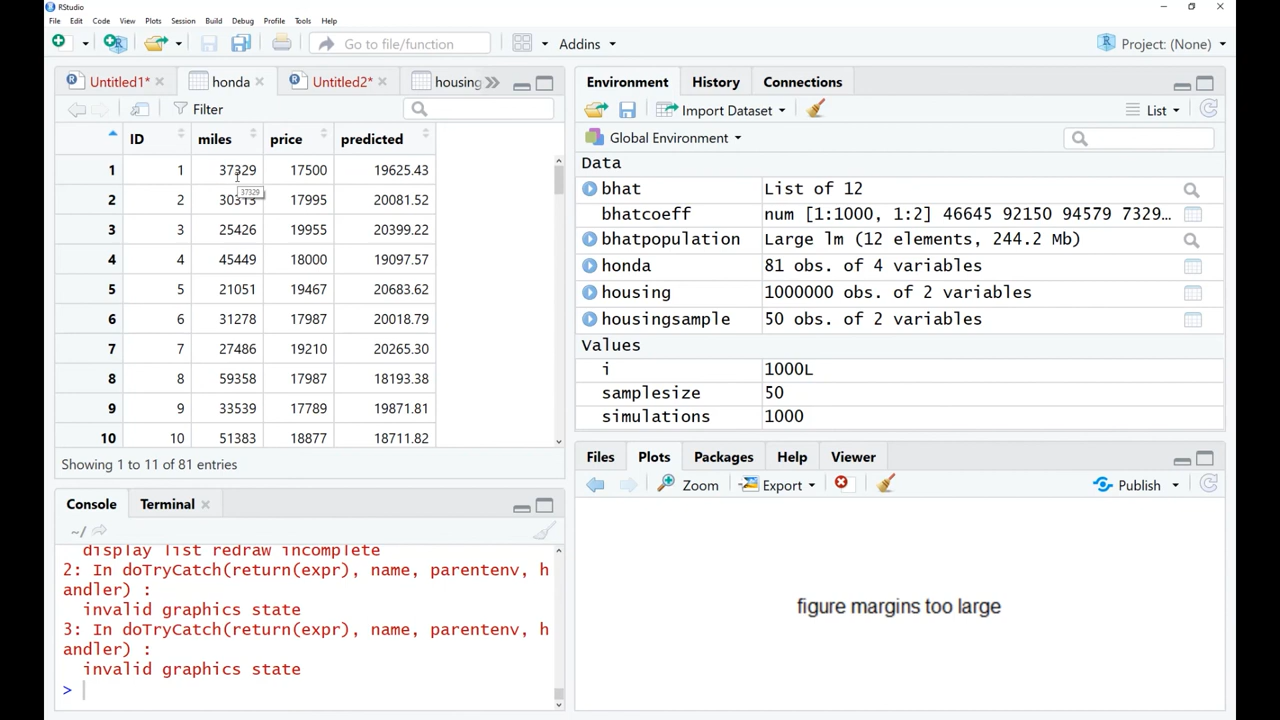 RStudio
File Edit Code View Plots Session Build Debug Profile Tools Help
Go to file/function
Addins
Project: (None)
Untitled1*
honda
Untitled2*
housing
Filter
ID miles price predicted
1 1 37329 17500 19625.43
37329
2 2 30313 17995 20081.52
3 3 25426 19955 20399.22
4 4 45449 18000 19097.57
5 5 21051 19467 20683.62
6 6 31278 17987 20018.79
7 7 27486 19210 20265.30
8 8 59358 17987 18193.38
9 9 33539 17789 19871.81
10 10 51383 18877 18711.82
Showing 1 to 11 of 81 entries
Console Terminal
~/
display list redraw incomplete
2: In doTryCatch(return(expr), name, parentenv, h
andler) :
invalid graphics state
3: In doTryCatch(return(expr), name, parentenv, h
andler) :
invalid graphics state
>
Environment History Connections
Import Dataset
List
Global Environment
Data
bhat List of 12
bhatcoeff num [1:1000, 1:2] 46645 92150 94579 7329…
bhatpopulation Large lm (12 elements, 244.2 Mb)
honda 81 obs. of 4 variables
housing 1000000 obs. of 2 variables
housingsample 50 obs. of 2 variables
Values
i 1000L
samplesize 50
simulations 1000
Files Plots Packages Help Viewer
Zoom Export Publish
figure margins too large